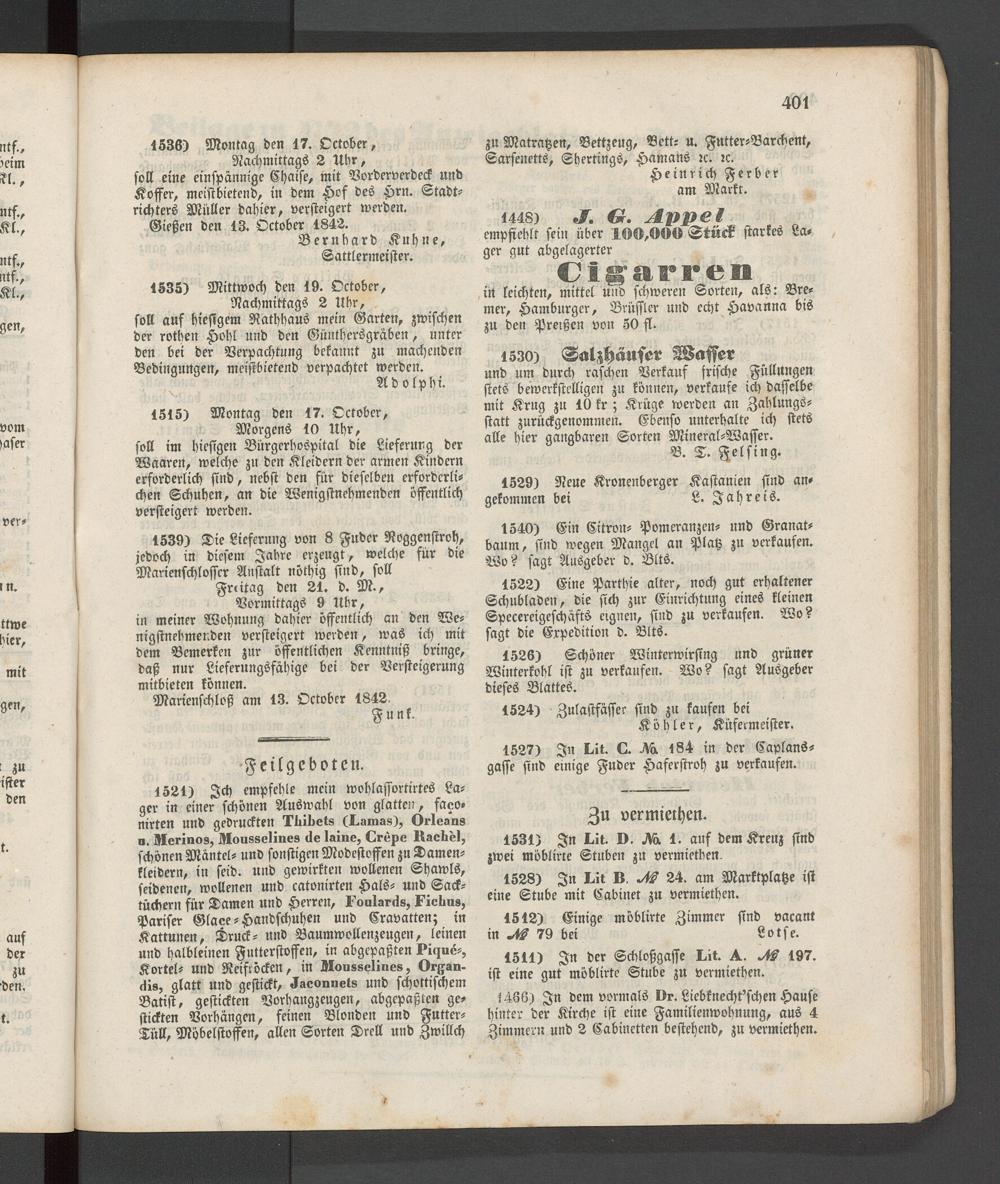 401
1536) Montag den 17. October,
Nachmittags 2 Uhr,
soll eine einspännige Chaise, mit Vorderverdeck und
Koffer, meistbietend, in dem Hof des Hrn. Stadt-
richters Müller dahier, versteigert werden.
Gießen den 13. October 1842.
Bernhard Kuhne,
Sattlermeister.
1535) Mittwoch den 19. October,
Nachmittags 2 Uhr,
soll auf hiesigem Rathhaus mein Garten, zwischen
der rothen Hohl und den Günthersgräben, unter
den bei der Verpachtung bekannt zu machenden
Bedingungen, meistbietend verpachtet werden.
Adolphi.
1515) Montag den 17. October,
Morgens 10 Uhr,
soll im hiesigen Bürgerhospital die Lieferung der
Waaren, welche zu den Kleidern der armen Kindern
erforderlich sind, nebst den für dieselben erforderli-
chen Schuhen, an die Wenigstnehmenden öffentlich
versteigert werden.
1539) Die Lieferung von 8 Fuder Roggenstroh,
jedoch in diesem Jahre erzeugt, welche für die
Marienschlosser Anstalt nöthig sind, soll
Freitag den 21. d. M.,
Vormittags 9 Uhr,
in meiner Wohnung dahier öffentlich an den We-
nigstnehmenden versteigert werden, was ich mit
dem Bemerken zur öffentlichen Kenntniß bringe,
daß nur Lieferungsfähige bei der Versteigerung
mitbieten können.
Marienschloß am 13. October 1842.
Funk.
Feilgeboten.
1521) Ich empfehle mein wohlassortirtes La-
ger in einer schönen Auswahl von glatten, faço-
nirten und gedruckten Thibets (Lamas), Orleans
u. Merinos, Mousselines de laine, Crêpe Rachèl,
schönen Mäntel- und sonstigen Modestoffen zu Damen-
kleidern, in seid. und gewirkten wollenen Shawls,
seidenen, wollenen und catonirten Hals- und Sack-
tüchern für Damen und Herren, Foulards, Fichus,
Pariser Glace-Handschuhen und Cravatten; in
Kattunen, Druck- und Baumwollenzeugen, leinen
und halbleinen Futterstoffen, in abgepaßten Piqué-,
Kortel- und Reifröcken, in Mousselines, Organ-
dis, glatt und gestickt, Jaconnets und schottischem
Batist, gestickten Vorhangzeugen, abgepaßten ge-
stickten Vorhängen, feinen Blonden und Futter-
Tüll, Möbelstoffen, allen Sorten Drell und Zwillch
zu Matratzen, Bettzeug, Bett- u. Futter-Barchent,
Sarsenetts, Shertings, Hamans ꝛc. ꝛc.
Heinrich Ferber
am Markt.
1448) J. G. Appel
empfiehlt sein über 100,000 Stück starkes La-
ger gut abgelagerter
Cigarren
in leichten, mittel und schweren Sorten, als: Bre-
mer, Hamburger, Brüssler und echt Havanna bis
zu den Preißen von 50 fl.
1530) Salzhäuser Wasser
und um durch raschen Verkauf frische Füllungen
stets bewerkstelligen zu können, verkaufe ich dasselbe
mit Krug zu 10 kr; Krüge werden an Zahlungs-
statt zurückgenommen. Ebenso unterhalte ich stets
alle hier gangbaren Sorten Mineral-Wasser.
B. T. Felsing.
1529) Neue Kronenberger Kastanien sind an-
gekommen bei L. Jahreis.
1540) Ein Citron- Pomeranzen- und Granat-
baum, sind wegen Mangel an Platz zu verkaufen.
Wo? sagt Ausgeber d. Blts.
1522) Eine Parthie alter, noch gut erhaltener
Schubladen, die sich zur Einrichtung eines kleinen
Specereigeschäfts eignen, sind zu verkaufen. Wo?
sagt die Expedition d. Blts.
1526) Schöner Winterwirsing und grüner
Winterkohl ist zu verkaufen. Wo? sagt Ausgeber
dieses Blattes.
1524) Zulastfässer sind zu kaufen bei
Köhler, Küfermeister.
1527) In Lit. C. № 184 in der Caplans-
gasse sind einige Fuder Haferstroh zu verkaufen.
Zu vermiethen.
1531) In Lit. D. № 1. auf dem Kreuz sind
zwei möblirte Stuben zu vermiethen.
1528) In Lit B. № 24. am Marktplatze ist
eine Stube mit Cabinet zu vermiethen.
1512) Einige möblirte Zimmer sind vacant
in № 79 bei Lotse.
1511) In der Schloßgasse Lit. A. № 197.
ist eine gut möblirte Stube zu vermiethen.
1466) In dem vormals Dr. Liebknecht'schen Hause
hinter der Kirche ist eine Familienwohnung, aus 4
Zimmern und 2 Cabinetten bestehend, zu vermiethen.